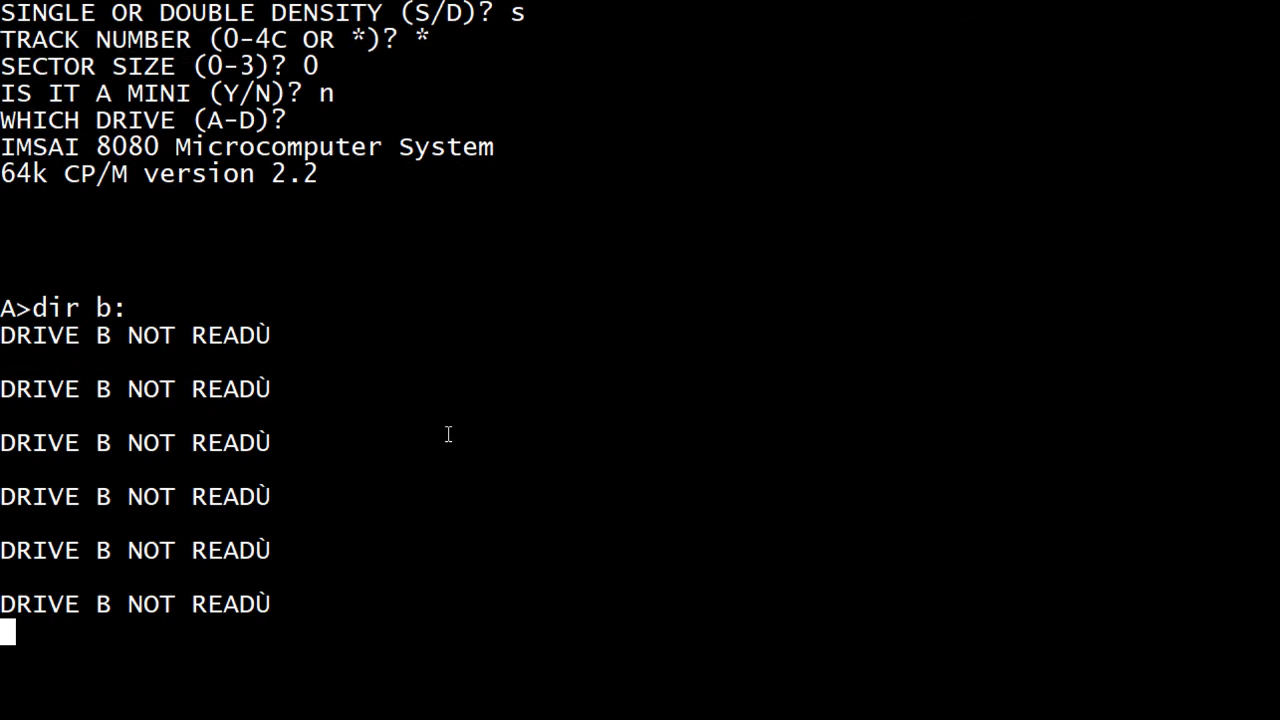 SINGLE OR DOUBLE DENSITY (S/D)? s
TRACK NUMBER (0-4C OR *)? *
SECTOR SIZE (0-3)? 0
IS IT A MINI (Y/N)? n
WHICH DRIVE (A-D)?
IMSAI 8080 Microcomputer System
64k CP/M version 2.2
A>dir b:
DRIVE B NOT READÙ
DRIVE B NOT READÙ
DRIVE B NOT READÙ
DRIVE B NOT READÙ
DRIVE B NOT READÙ
DRIVE B NOT READÙ